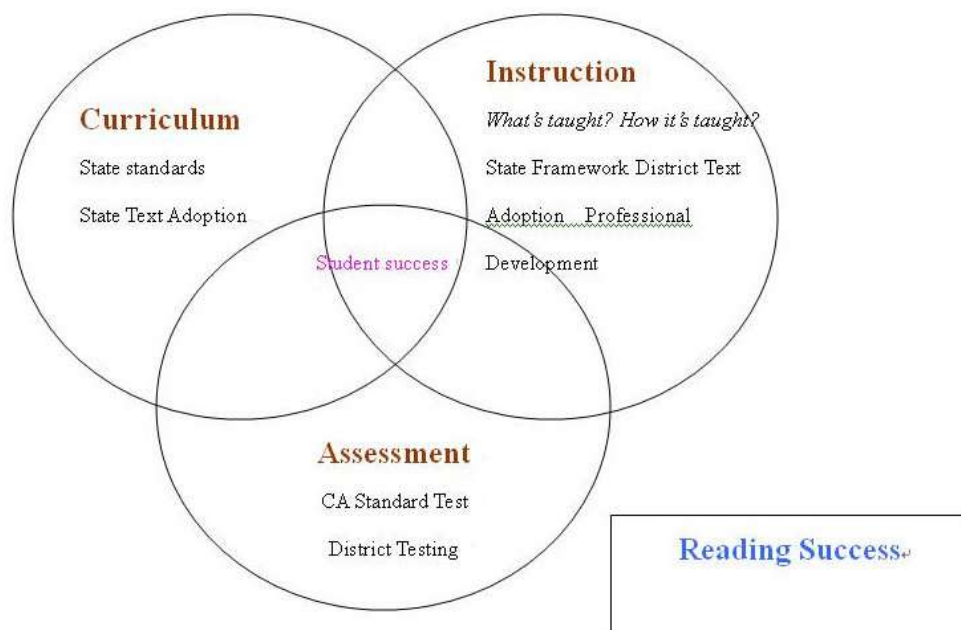 Curriculum
State standards
State Text Adoption
Instruction
What's taught? How it's taught?
State Framework District Text
Adoption Professional
Development
Student success
Assessment
CA Standard Test
District Testing
Reading Success